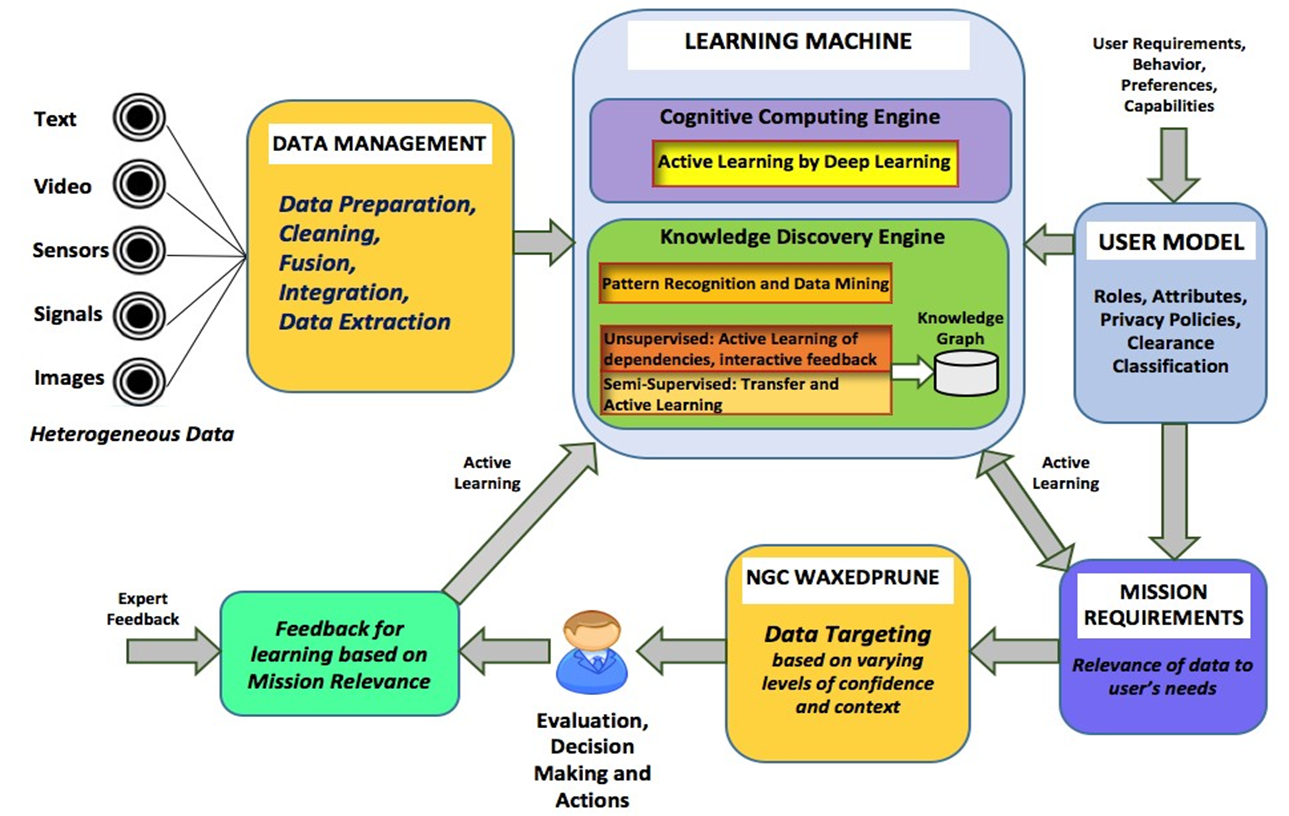 Text
Video
Sensors
Signals
Images
Heterogeneous Data
DATA MANAGEMENT
Data Preparation,
Cleaning,
Fusion,
Integration,
Data Extraction
LEARNING MACHINE
Cognitive Computing Engine
Active Learning by Deep Learning
Knowledge Discovery Engine
Pattern Recognition and Data Mining
Unsupervised: Active Learning of
dependencies, interactive feedback
Semi-Supervised: Transfer and
Active Learning
Knowledge
Graph
User Requirements,
Behavior,
Preferences,
Capabilities
USER MODEL
Roles, Attributes,
Privacy Policies,
Clearance
Classification
Active
Learning
Active
Learning
MISSION
REQUIREMENTS
Relevance of data to
user's needs
NGC WAXEDPRUNE
Data Targeting
based on varying
levels of confidence
and context
Evaluation,
Decision
Making and
Actions
Expert
Feedback
Feedback for
learning based on
Mission Relevance